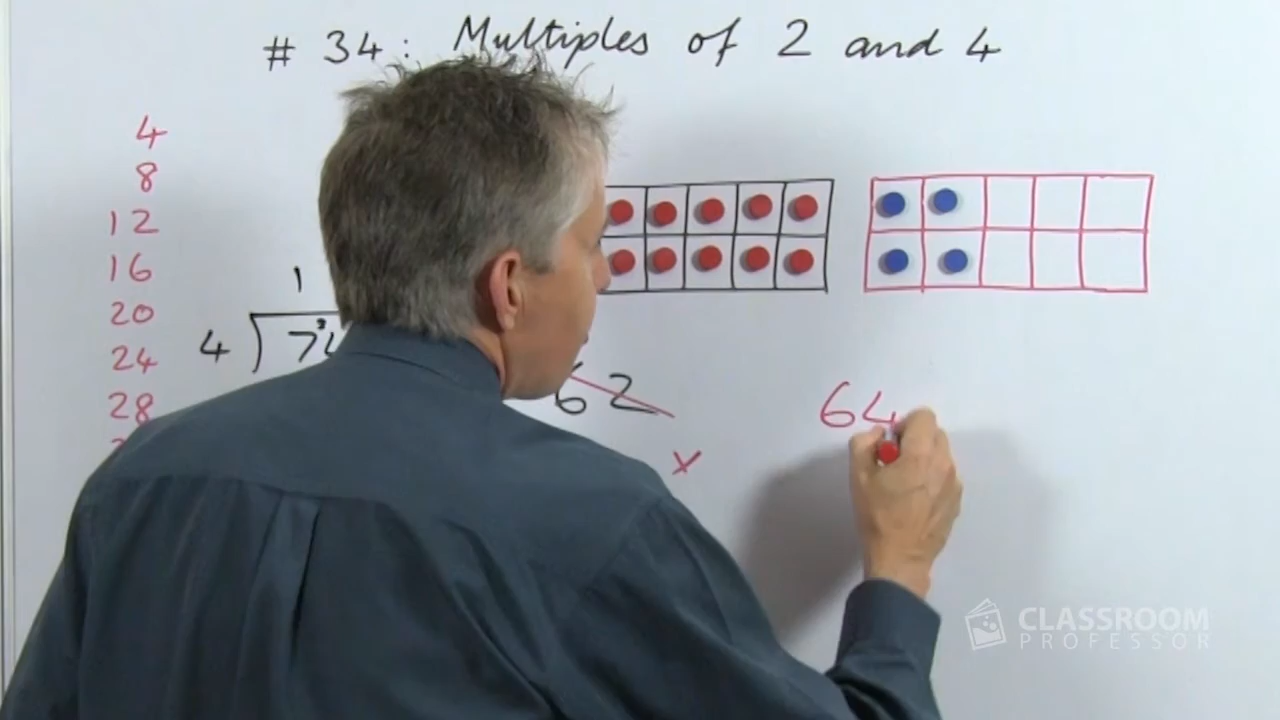 # 34: Multiples of 2 and 4
4
8
12
16
20
24
28
1
4 7³4
62
x
64
CLASSROOM
PROFESSOR